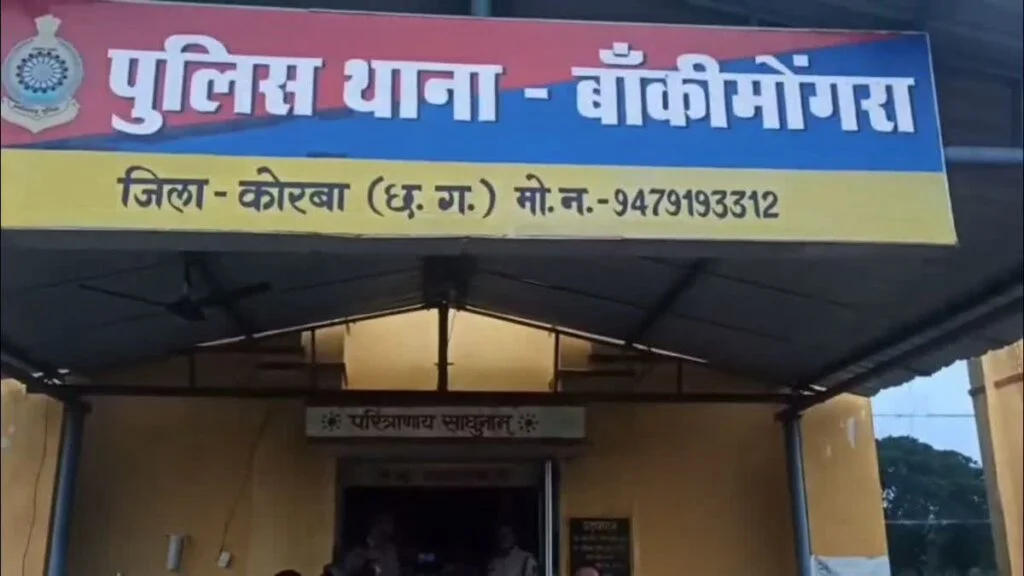 पुलिस थाना - बाँकीमोंगरा
जिला - कोरबा (छ. ग.) मो. न. - 9479193312
परित्राणाय साधुनाम्